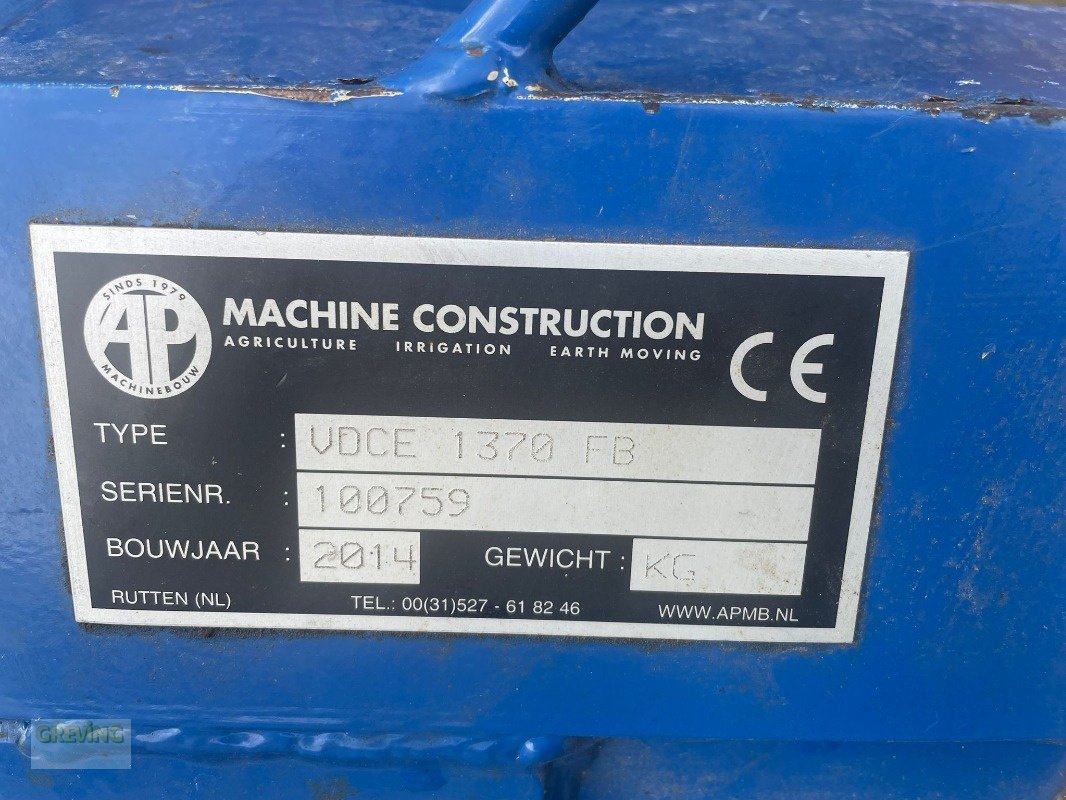 SINDS 1979
AP
MACHINEBOUW
MACHINE CONSTRUCTION
AGRICULTURE IRRIGATION EARTH MOVING
CE
TYPE : VDCE 1370 FB
SERIENR. : 100759
BOUWJAAR : 2014 GEWICHT : KG
RUTTEN (NL) TEL.: 00(31)527 - 61 82 46 WWW.APMB.NL
GREVING